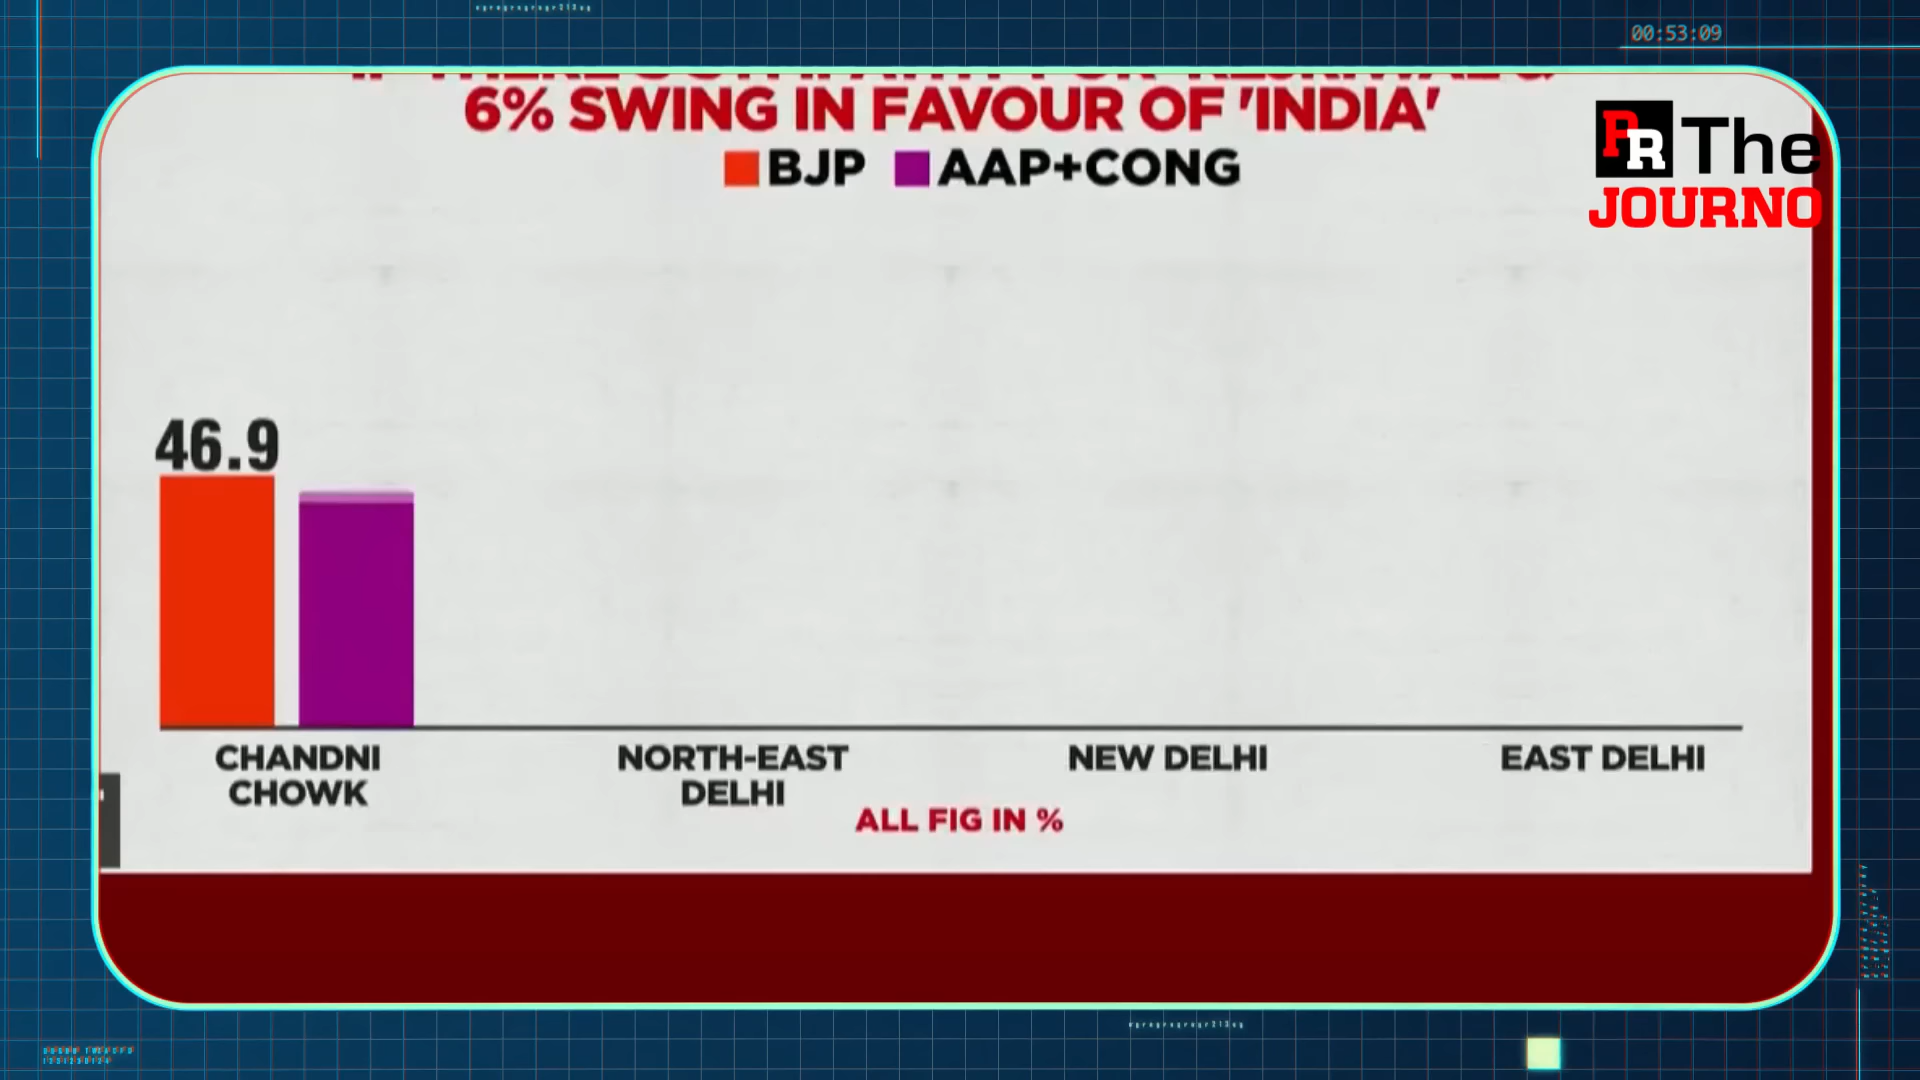 00:53:09
6% SWING IN FAVOUR OF 'INDIA'
BJP AAP+CONG
PR The
JOURNO
46.9
CHANDNI CHOWK
NORTH-EAST DELHI
NEW DELHI
EAST DELHI
ALL FIG IN %